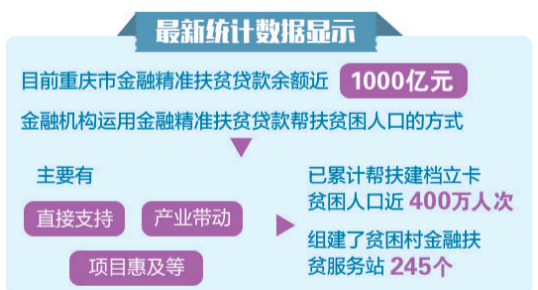 最新统计数据显示
目前重庆市金融精准扶贫贷款余额近 1000亿元
金融机构运用金融精准扶贫贷款帮扶贫困人口的方式
主要有
直接支持 产业带动
项目惠及等
已累计帮扶建档立卡
贫困人口近 400万人次
组建了贫困村金融扶
贫服务站 245个